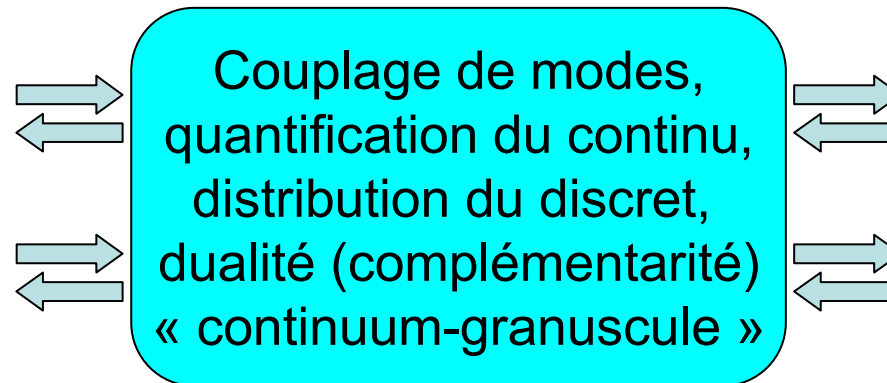 Couplage de modes,
quantification du continu,
distribution du discret,
dualité (complémentarité)
« continuum-granuscule »